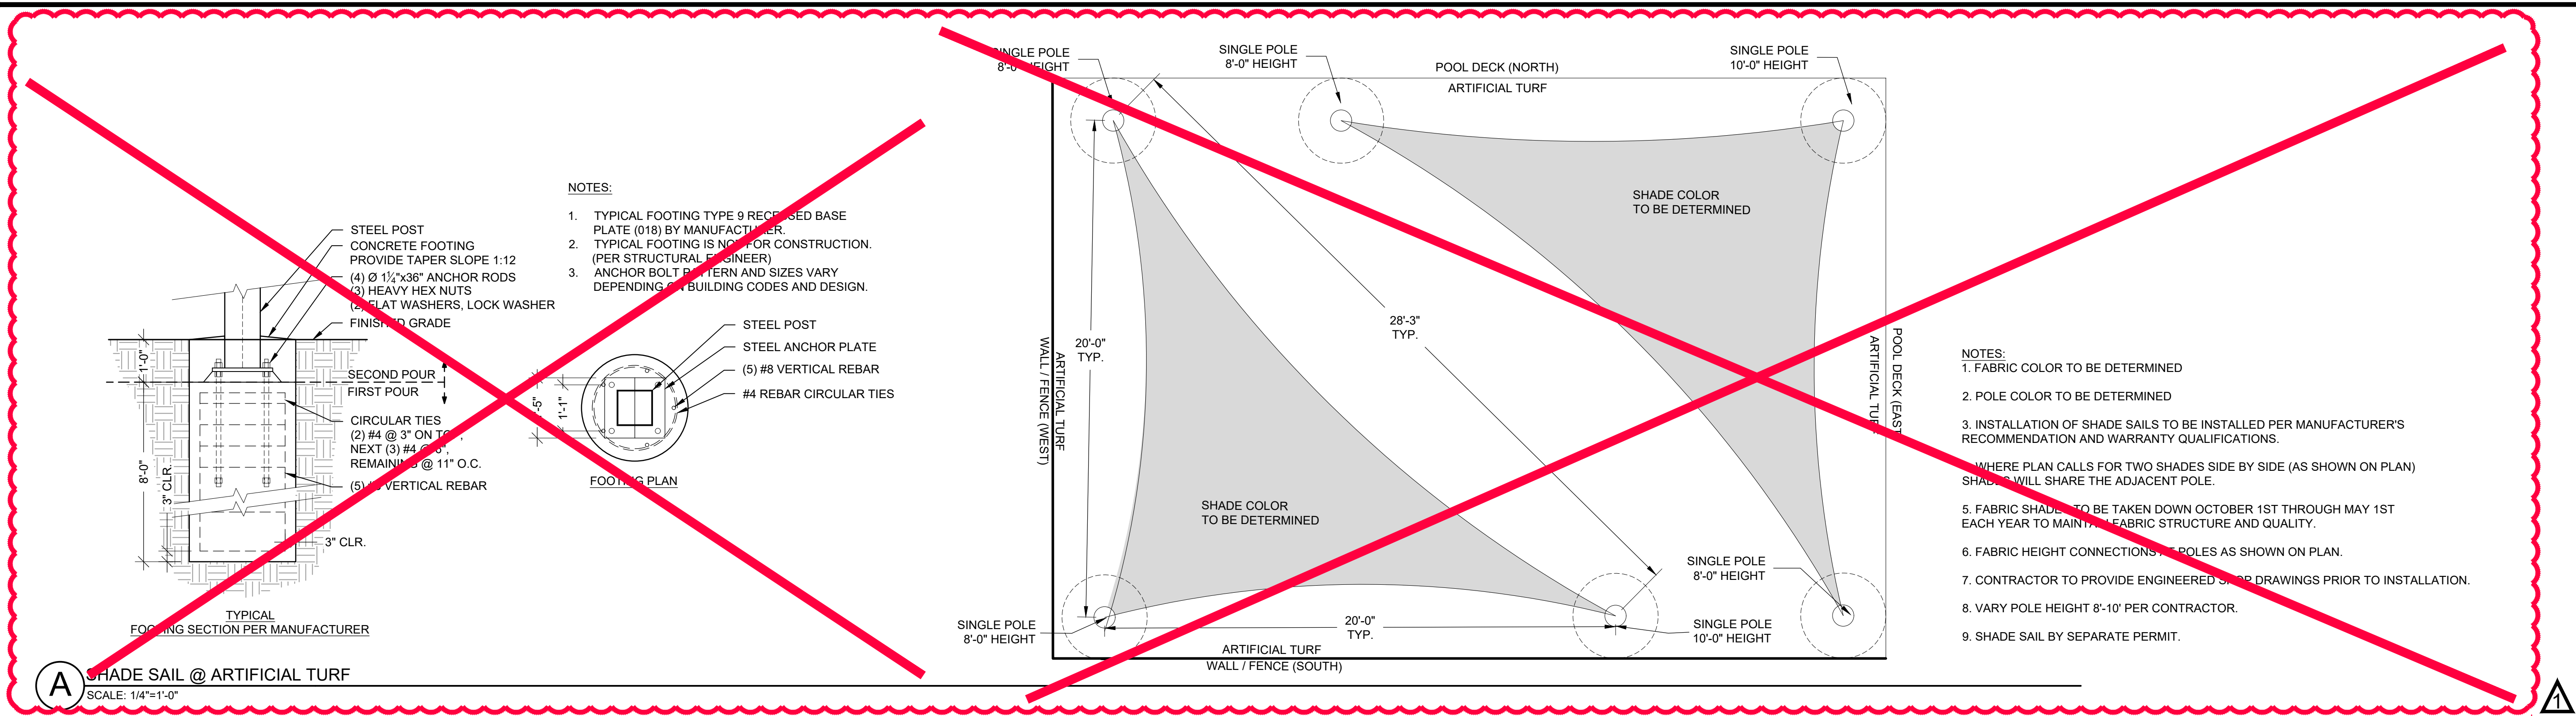 STEEL POST
CONCRETE FOOTING
PROVIDE TAPER SLOPE 1:12
(4) Ø 1¼"x36" ANCHOR RODS
(3) HEAVY HEX NUTS
(2) FLAT WASHERS, LOCK WASHER
FINISHED GRADE
1'-0"
SECOND POUR
FIRST POUR
CIRCULAR TIES
(2) #4 @ 3" ON TOP,
NEXT (3) #4 @
REMAINING @ 11" O.C.
(5) VERTICAL REBAR
8'-0"
3" CLR.
3" CLR.
TYPICAL
FOOTING SECTION PER MANUFACTURER
NOTES:
1. TYPICAL FOOTING TYPE 9 RECESSED BASE
PLATE (018) BY MANUFACTURER.
2. TYPICAL FOOTING IS NOT FOR CONSTRUCTION.
(PER STRUCTURAL ENGINEER)
3. ANCHOR BOLT PATTERN AND SIZES VARY
DEPENDING ON BUILDING CODES AND DESIGN.
STEEL POST
STEEL ANCHOR PLATE
(5) #8 VERTICAL REBAR
#4 REBAR CIRCULAR TIES
1'-1"
FOOTING PLAN
SINGLE POLE
8'-0" HEIGHT
SINGLE POLE
8'-0" HEIGHT
SINGLE POLE
10'-0" HEIGHT
POOL DECK (NORTH)
ARTIFICIAL TURF
SHADE COLOR
TO BE DETERMINED
28'-3"
TYP.
20'-0"
TYP.
ARTIFICIAL TURF
WALL / FENCE (WEST)
POOL DECK (EAST)
ARTIFICIAL TURF
SHADE COLOR
TO BE DETERMINED
SINGLE POLE
8'-0" HEIGHT
SINGLE POLE
8'-0" HEIGHT
20'-0"
TYP.
SINGLE POLE
10'-0" HEIGHT
ARTIFICIAL TURF
WALL / FENCE (SOUTH)
NOTES:
1. FABRIC COLOR TO BE DETERMINED
2. POLE COLOR TO BE DETERMINED
3. INSTALLATION OF SHADE SAILS TO BE INSTALLED PER MANUFACTURER'S
RECOMMENDATION AND WARRANTY QUALIFICATIONS.
WHERE PLAN CALLS FOR TWO SHADES SIDE BY SIDE (AS SHOWN ON PLAN)
SHADES WILL SHARE THE ADJACENT POLE.
5. FABRIC SHADES TO BE TAKEN DOWN OCTOBER 1ST THROUGH MAY 1ST
EACH YEAR TO MAINTAIN FABRIC STRUCTURE AND QUALITY.
6. FABRIC HEIGHT CONNECTIONS AT POLES AS SHOWN ON PLAN.
7. CONTRACTOR TO PROVIDE ENGINEERED SHOP DRAWINGS PRIOR TO INSTALLATION.
8. VARY POLE HEIGHT 8'-10' PER CONTRACTOR.
9. SHADE SAIL BY SEPARATE PERMIT.
A
SHADE SAIL @ ARTIFICIAL TURF
SCALE: 1/4"=1'-0"
1